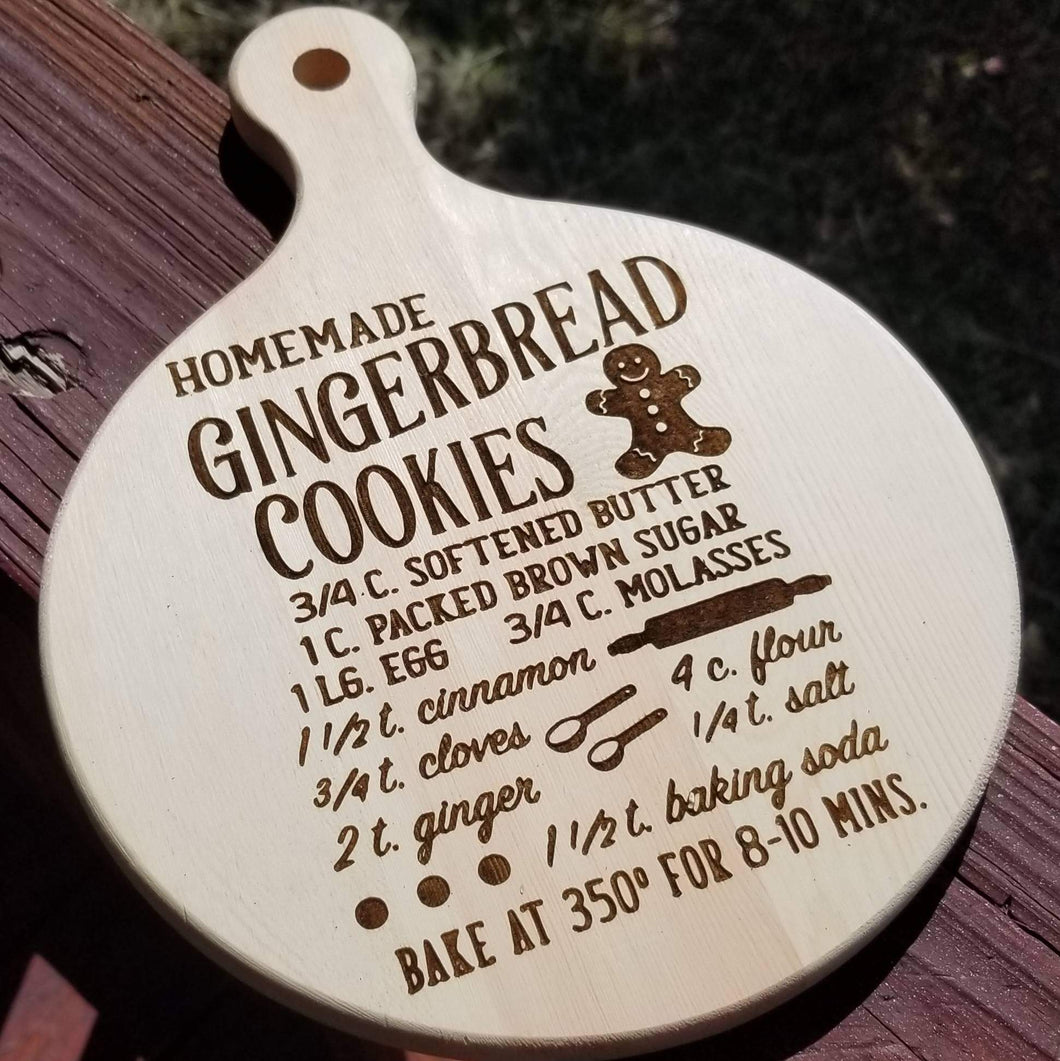 HOMEMADE
GINGERBREAD
COOKIES
3/4 C. SOFTENED BUTTER
1 C. PACKED BROWN SUGAR
1 LG. EGG 3/4 C. MOLASSES
1 1/2 t. cinnamon
3/4 t. cloves 4 c. flour
2 t. ginger 1/4 t. salt
1 1/2 t. baking soda
BAKE AT 350° FOR 8-10 MINS.